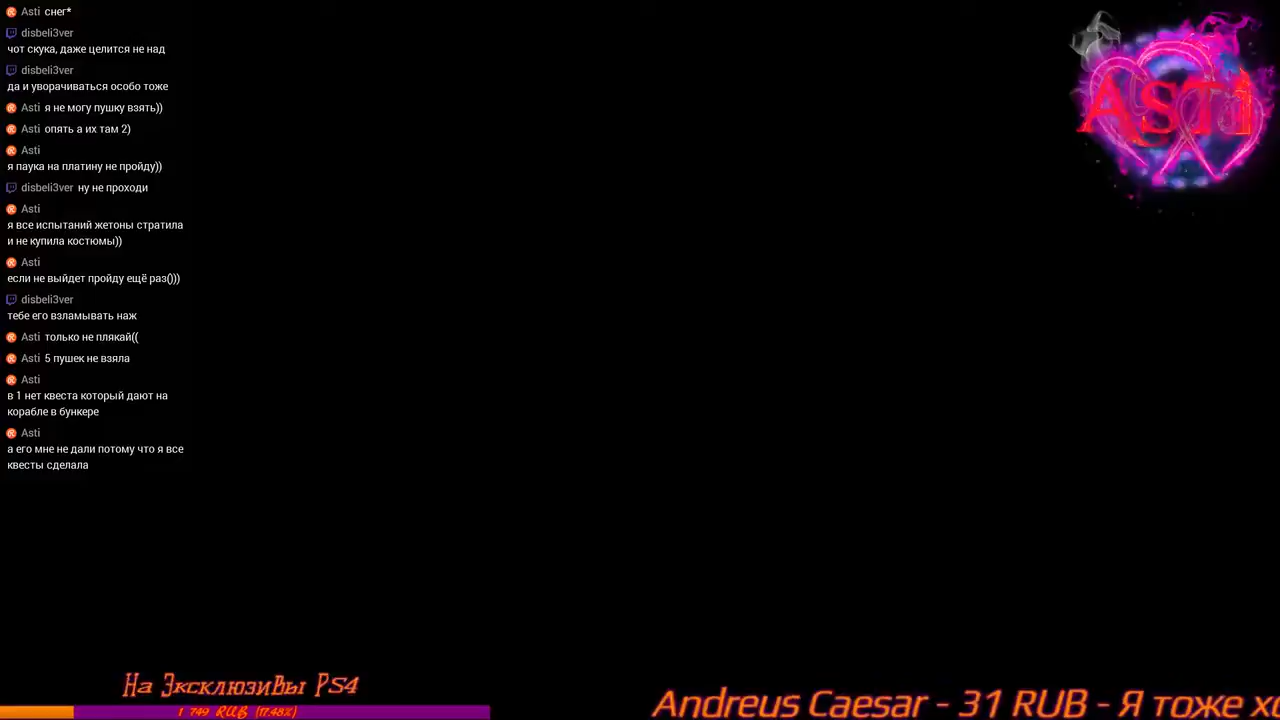 Asti снег*
disbeli3ver
чот скука, даже целится не над
disbeli3ver
да и уворачиваться особо тоже
Asti я не могу пушку взять))
Asti опять а их там 2)
Asti
я паука на платину не пройду))
disbeli3ver ну не проходи
Asti
я все испытаний жетоны стратила
и не купила костюмы))
Asti
если не выйдет пройду ещё раз()))
disbeli3ver
тебе его взламывать наж
Asti только не плякай((
Asti 5 пушек не взяла
Asti
в 1 нет квеста который дают на
корабле в бункере
Asti
а его мне не дали потому что я все
квесты сделала
Asti
На Эксклюзивы PS4
1 749 RUB (17.48%)
Andreus Caesar - 31 RUB - Я тоже хо